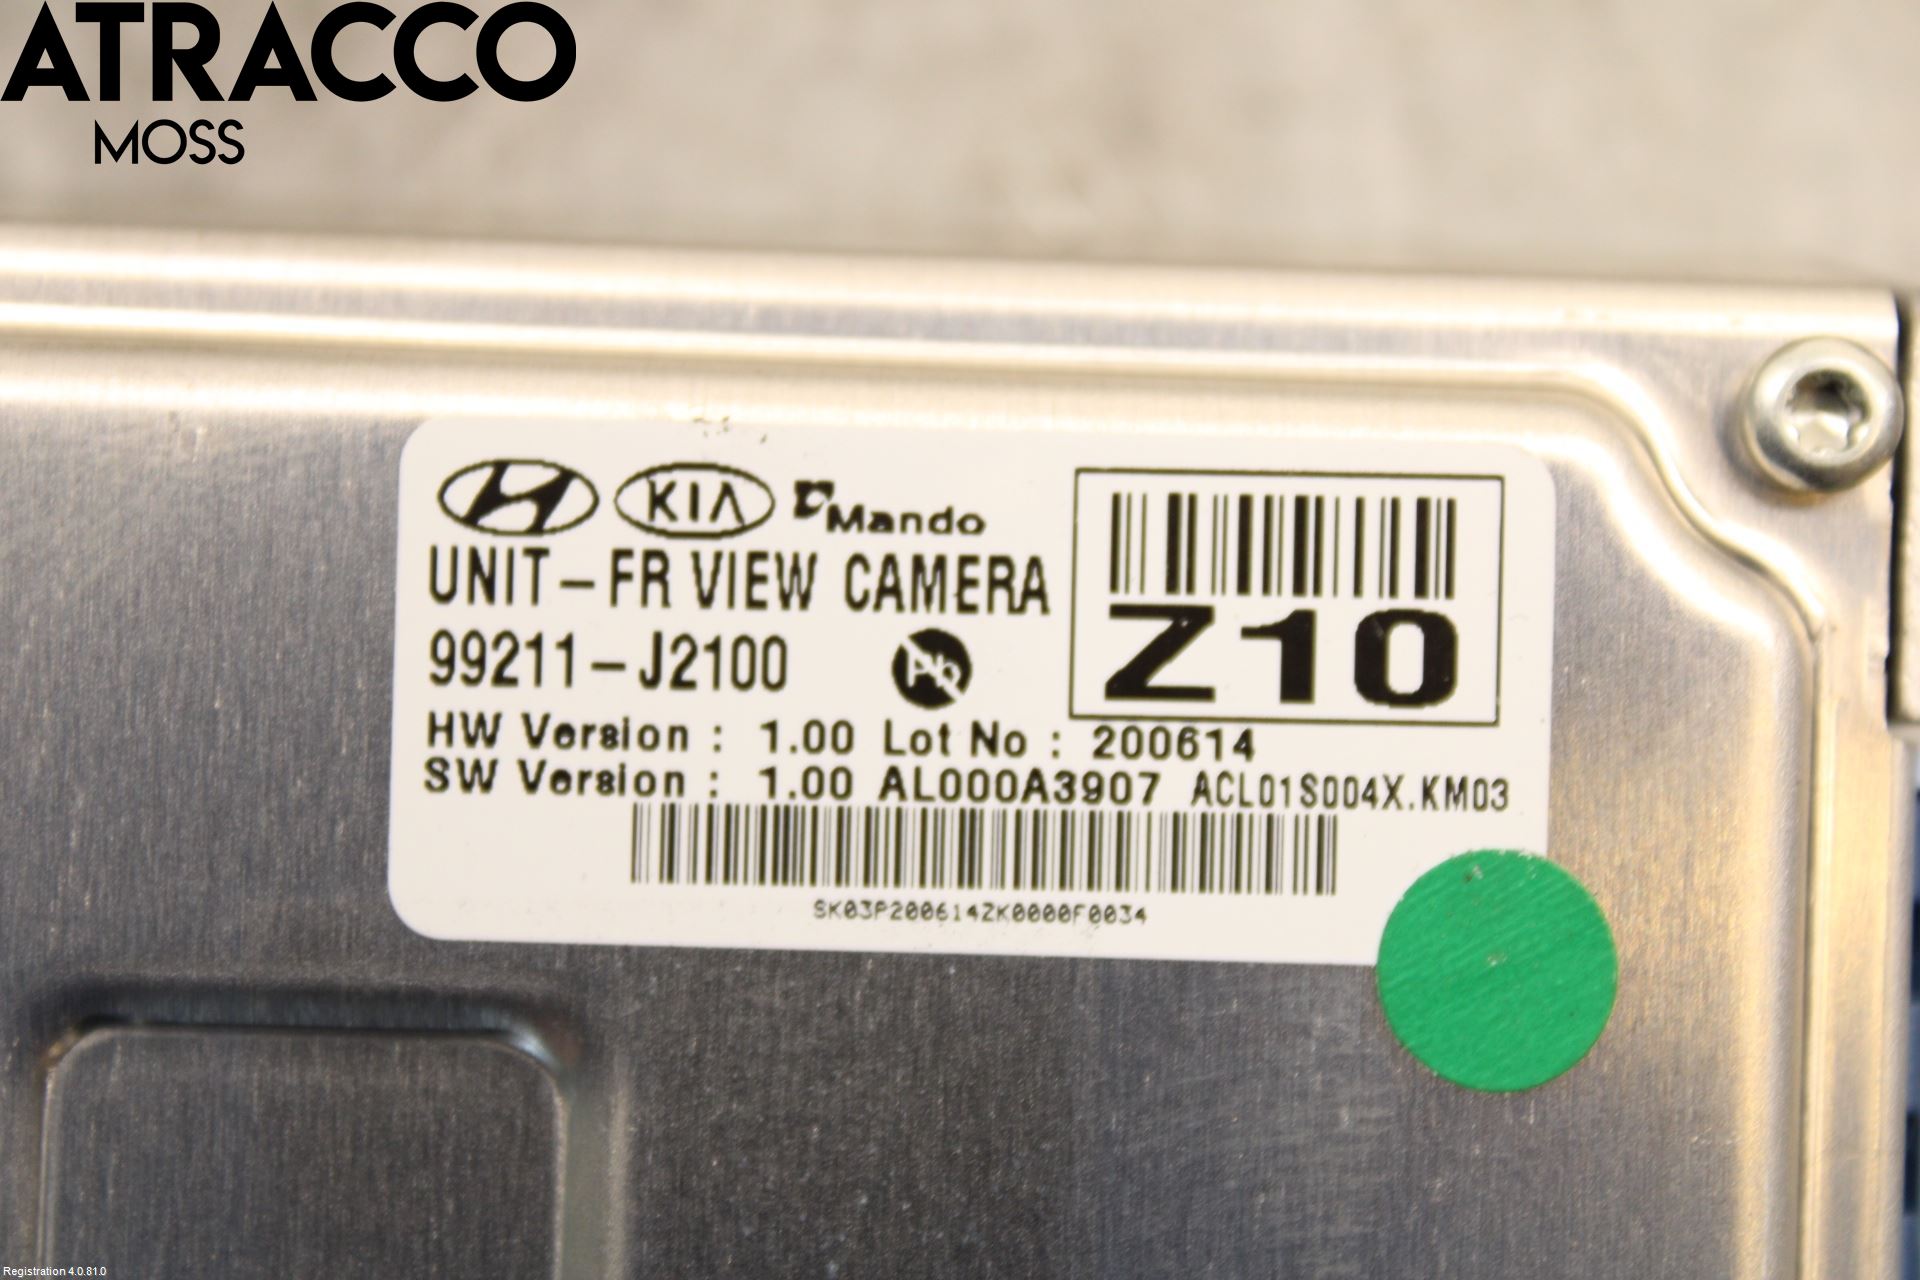 ATRACCO
MOSS
KIA Mando
UNIT-FR VIEW CAMERA
99211-J2100 Pb
Z10
HW Version : 1.00 Lot No : 200614
SW Version : 1.00 AL000A3907 ACL01S004X.KM03
SK03P200614ZK0000F0034
Registration 4.0.81.0